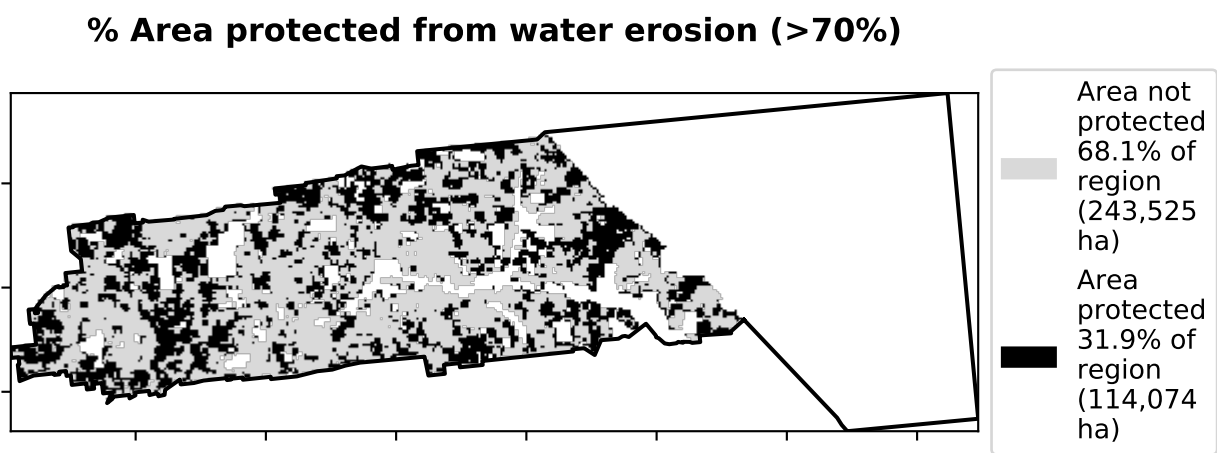 % Area protected from water erosion (>70%)
Area not
protected
68.1% of
region
(243,525
ha)
Area
protected
31.9% of
region
(114,074
ha)